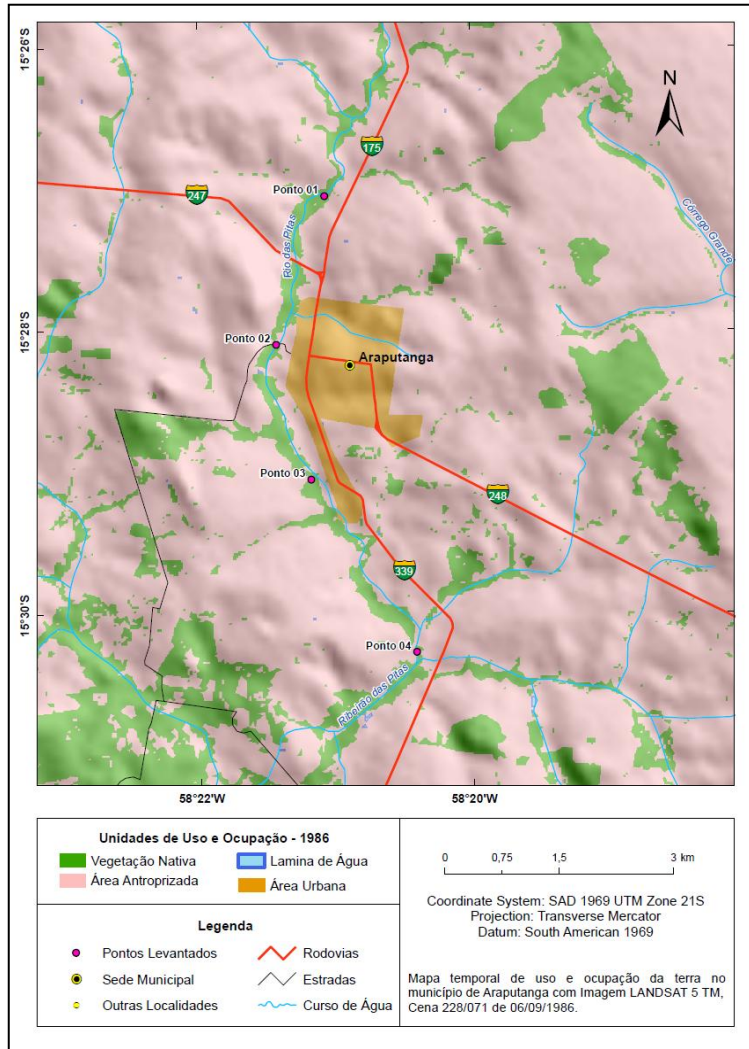 15°26'S
N
175
Ponto 01
247
Rio das Pitas
Córrego Grande
15°28'S
Ponto 02
Araputanga
Ponto 03
248
339
15°30'S
Ponto 04
Ribeirão das Pitas
58°22'W
58°20'W
Unidades de Uso e Ocupação - 1986
Vegetação Nativa
Lamina de Água
Área Antroprizada
Área Urbana
0 0,75 1,5 3 km
Coordinate System: SAD 1969 UTM Zone 21S
Projection: Transverse Mercator
Datum: South American 1969
Legenda
Pontos Levantados
Rodovias
Sede Municipal
Estradas
Outras Localidades
Curso de Água
Mapa temporal de uso e ocupação da terra no
município de Araputanga com Imagem LANDSAT 5 TM,
Cena 228/071 de 06/09/1986.